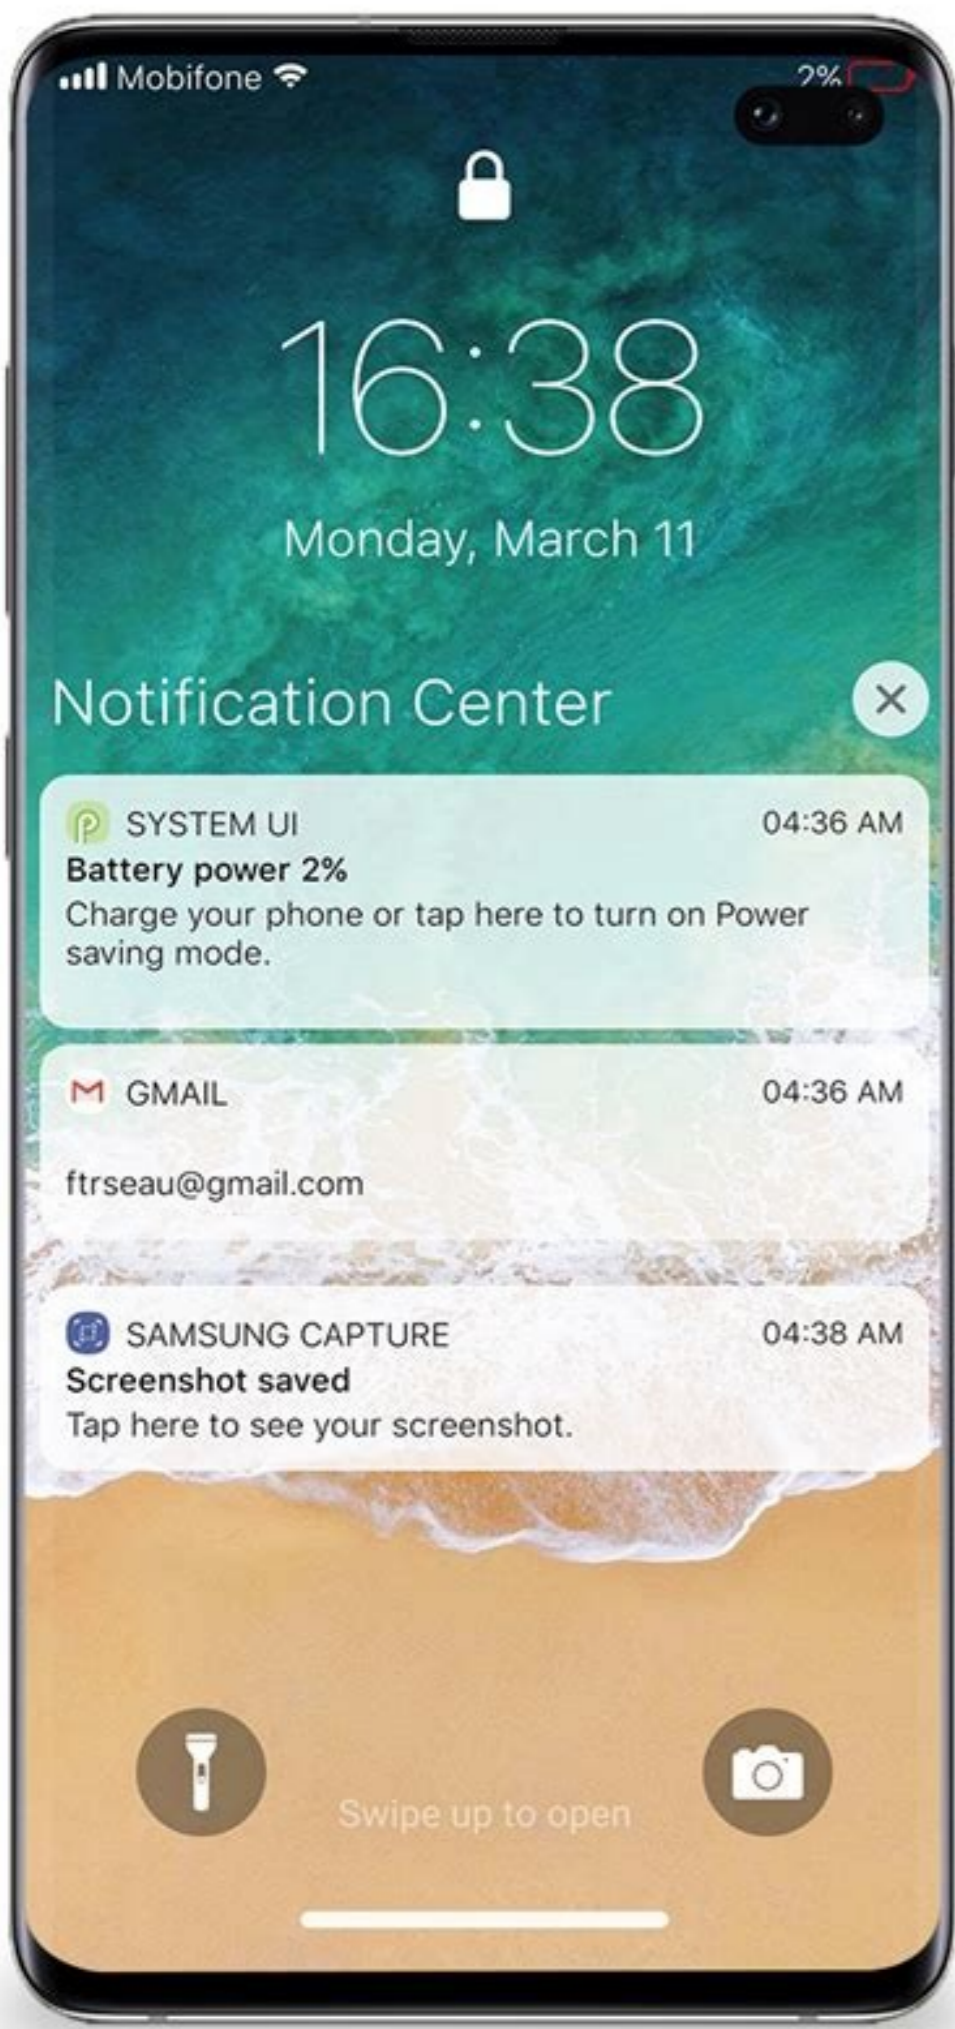 Mobifone 2%
16:38
Monday, March 11
Notification Center
SYSTEM UI 04:36 AM
Battery power 2%
Charge your phone or tap here to turn on Power
saving mode.
GMAIL 04:36 AM
ftrseau@gmail.com
SAMSUNG CAPTURE 04:38 AM
Screenshot saved
Tap here to see your screenshot.
Swipe up to open